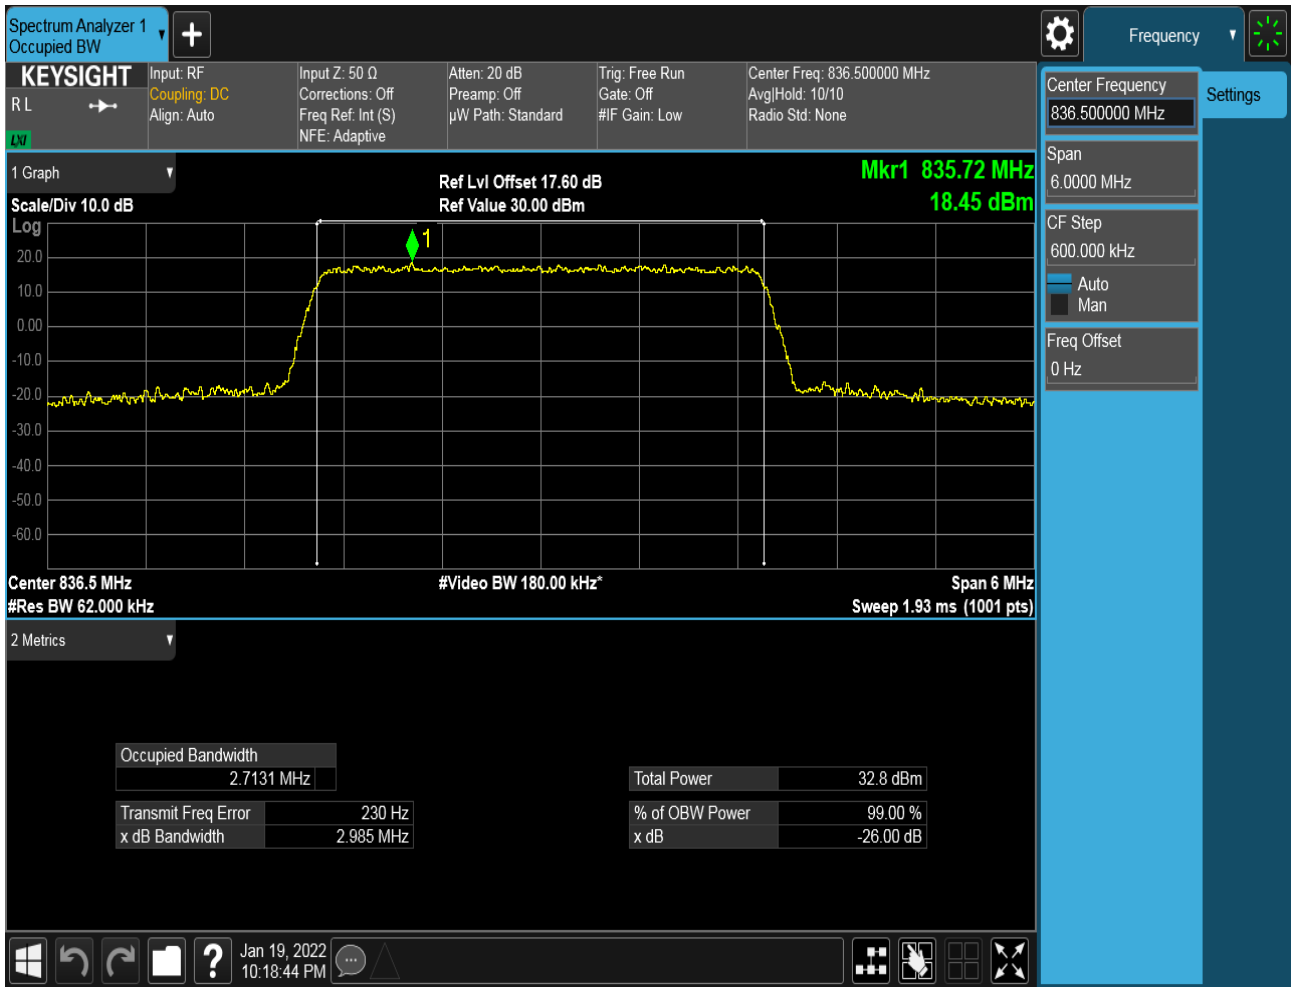 Spectrum Analyzer 1
Occupied BW
Frequency
KEYSIGHT
R L
LXI
Input: RF
Coupling: DC
Align: Auto
Input Z: 50 Ω
Corrections: Off
Freq Ref: Int (S)
NFE: Adaptive
Atten: 20 dB
Preamp: Off
µW Path: Standard
Trig: Free Run
Gate: Off
#IF Gain: Low
Center Freq: 836.500000 MHz
Avg|Hold: 10/10
Radio Std: None
Center Frequency
836.500000 MHz
Settings
Span
6.0000 MHz
CF Step
600.000 kHz
Auto
Man
Freq Offset
0 Hz
1 Graph
Scale/Div 10.0 dB
Ref Lvl Offset 17.60 dB
Ref Value 30.00 dBm
Mkr1 835.72 MHz
18.45 dBm
Log
1
20.0
10.0
0.00
-10.0
-20.0
-30.0
-40.0
-50.0
-60.0
Center 836.5 MHz
#Video BW 180.00 kHz*
Span 6 MHz
#Res BW 62.000 kHz
Sweep 1.93 ms (1001 pts)
2 Metrics
Occupied Bandwidth
2.7131 MHz
Transmit Freq Error 230 Hz
x dB Bandwidth 2.985 MHz
Total Power 32.8 dBm
% of OBW Power 99.00 %
x dB -26.00 dB
?
Jan 19, 2022
10:18:44 PM